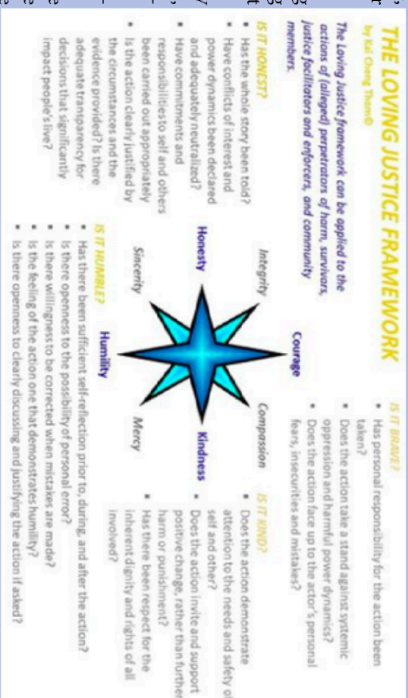 THE LOVING JUSTICE FRAMEWORK
by Kai Cheng Thom©
The Loving Justice framework can be applied to the
actions of (alleged) perpetrators of harm, survivors,
justice facilitators and enforcers, and community
members.
IS IT BRAVE?
• Has personal responsibility for the action been
taken?
• Does the action take a stand against systemic
oppression and harmful power dynamics?
• Does the action face up to the actor's personal
fears, insecurities and mistakes?
Courage
Integrity
Compassion
IS IT HONEST?
• Has the whole story been told?
• Have conflicts of interest and
power dynamics been declared
and adequately neutralized?
• Have commitments and
responsibilities to self and others
been carried out appropriately
• Is the action clearly justified by
the circumstances and the
evidence provided? Is there
adequate transparency for
decisions that significantly
impact people's live?
Honesty
Kindness
IS IT KIND?
• Does the action demonstrate
attention to the needs and safety of
self and other?
• Does the action invite and support
positive change, rather than further
harm or punishment?
• Has there been respect for the
inherent dignity and rights of all
involved?
Sincerity
Mercy
Humility
IS IT HUMBLE?
• Has there been sufficient self-reflection prior to, during, and after the action?
• Is there openness to the possibility of personal error?
• Is there willingness to be corrected when mistakes are made?
• Is the feeling of the action one that demonstrates humility?
• Is there openness to clearly discussing and justifying the action if asked?